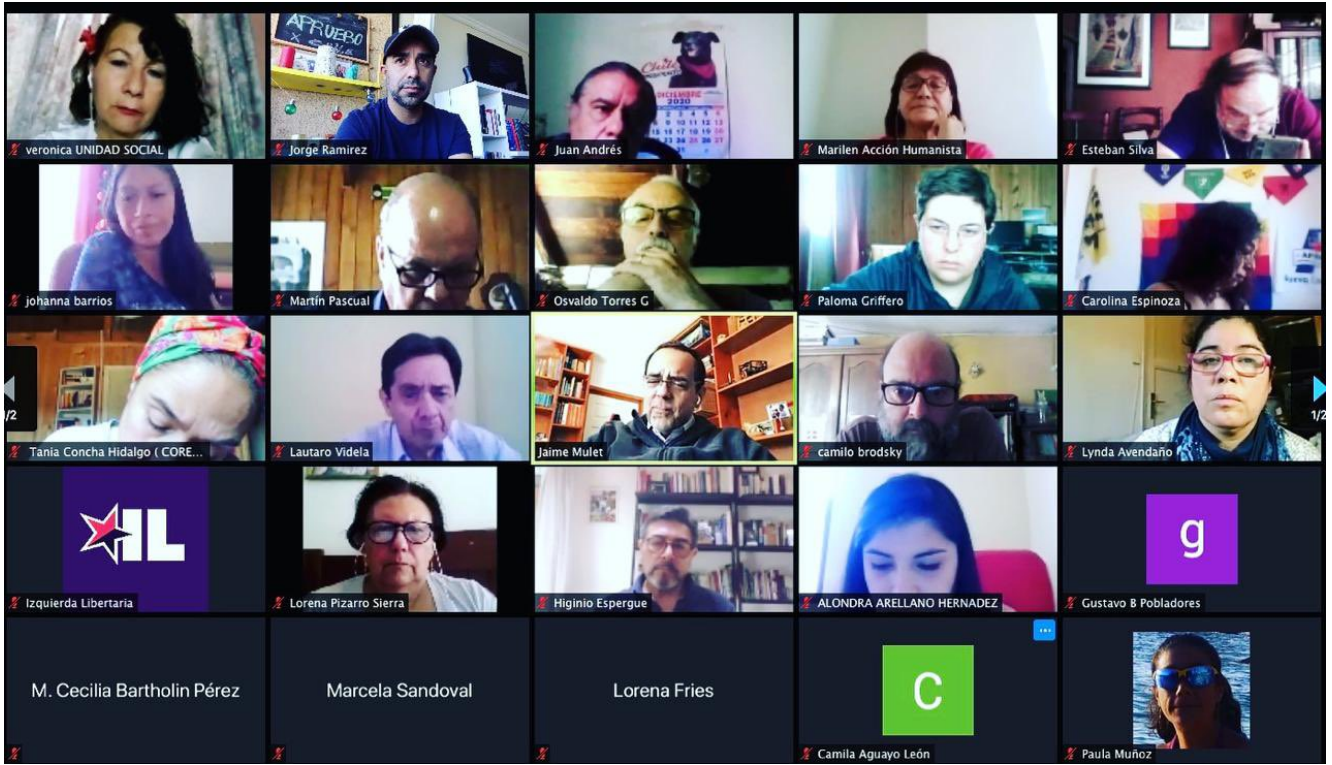 APRUEBO
Chile
DICIEMBRE
2020
veronica UNIDAD SOCIAL
Jorge Ramirez
Juan Andrés
Marilen Acción Humanista
Esteban Silva
johanna barrios
Martín Pascual
Osvaldo Torres G
Paloma Griffero
Carolina Espinoza
1/2
Tania Concha Hidalgo ( CORE...
Lautaro Videla
Jaime Mulet
camilo brodsky
Lynda Avendaño
1/2
IL
Izquierda Libertaria
Lorena Pizarro Sierra
Higinio Espergue
ALONDRA ARELLANO HERNADEZ
g
Gustavo B Pobladores
M. Cecilia Bartholin Pérez
Marcela Sandoval
Lorena Fries
C
Camila Aguayo León
Paula Muñoz